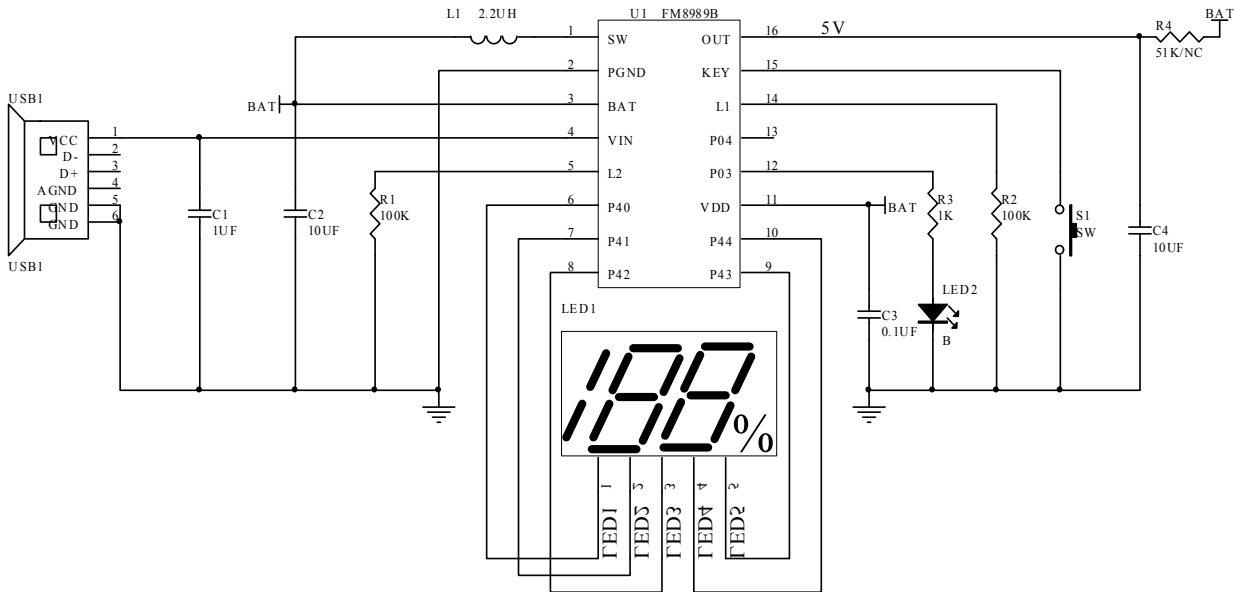 L1 2.2UH
U1 FM8989B
BAT
R4
51K/NC
5V
1 SW OUT 16
2 PGND KEY 15
3 BAT L1 14
4 VIN P04 13
5 L2 P03 12
6 P40 VDD 11
7 P41 P44 10
8 P42 P43 9
BAT
USB1
VCC 1
D- 2
D+ 3
AGND 4
GND 5
GND 6
USB1
C1
1UF
C2
10UF
R1
100K
BAT
R3
1K
R2
100K
S1
SW
C4
10UF
C3
0.1UF
LED2
B
LED1
188%
1 2 3 4 5
LED1 LED2 LED3 LED4 LED5